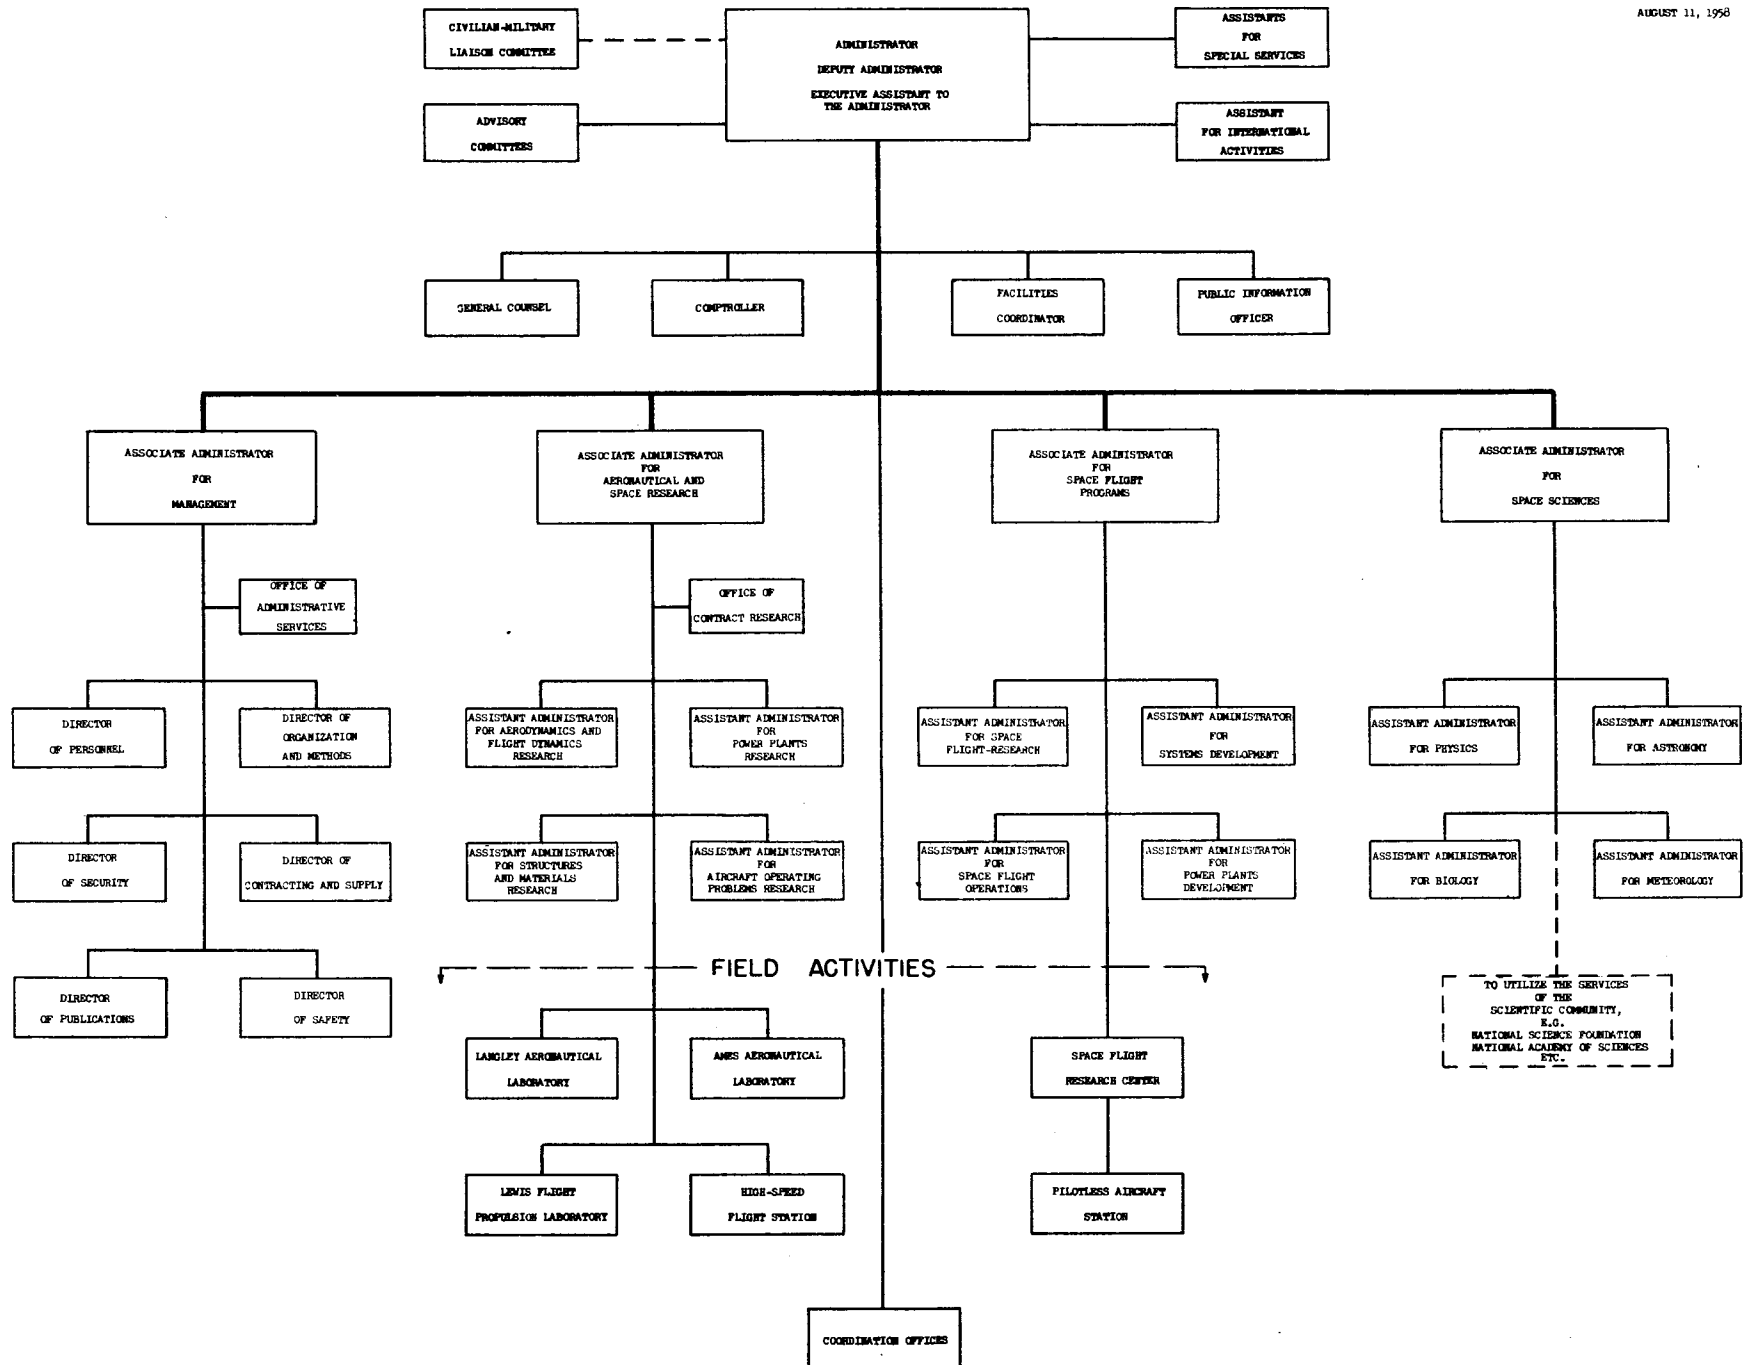 AUGUST 11, 1958
CIVILIAN-MILITARY
LIAISON COMMITTEE
ADMINISTRATOR
DEPUTY ADMINISTRATOR
EXECUTIVE ASSISTANT TO
THE ADMINISTRATOR
ASSISTANTS
FOR
SPECIAL SERVICES
ADVISORY
COMMITTEES
ASSISTANT
FOR INTERNATIONAL
ACTIVITIES
GENERAL COUNSEL
COMPTROLLER
FACILITIES
COORDINATOR
PUBLIC INFORMATION
OFFICER
ASSOCIATE ADMINISTRATOR
FOR
MANAGEMENT
ASSOCIATE ADMINISTRATOR
FOR
AERONAUTICAL AND
SPACE RESEARCH
ASSOCIATE ADMINISTRATOR
FOR
SPACE FLIGHT
PROGRAMS
ASSOCIATE ADMINISTRATOR
FOR
SPACE SCIENCES
OFFICE OF
ADMINISTRATIVE
SERVICES
OFFICE OF
CONTRACT RESEARCH
DIRECTOR
OF PERSONNEL
DIRECTOR OF
ORGANIZATION
AND METHODS
ASSISTANT ADMINISTRATOR
FOR AERODYNAMICS AND
FLIGHT DYNAMICS
RESEARCH
ASSISTANT ADMINISTRATOR
FOR
POWER PLANTS
RESEARCH
ASSISTANT ADMINISTRATOR
FOR SPACE
FLIGHT-RESEARCH
ASSISTANT ADMINISTRATOR
FOR
SYSTEMS DEVELOPMENT
ASSISTANT ADMINISTRATOR
FOR PHYSICS
ASSISTANT ADMINISTRATOR
FOR ASTRONOMY
DIRECTOR
OF SECURITY
DIRECTOR OF
CONTRACTING AND SUPPLY
ASSISTANT ADMINISTRATOR
FOR STRUCTURES
AND MATERIALS
RESEARCH
ASSISTANT ADMINISTRATOR
FOR
AIRCRAFT OPERATING
PROBLEMS RESEARCH
ASSISTANT ADMINISTRATOR
FOR
SPACE FLIGHT
OPERATIONS
ASSISTANT ADMINISTRATOR
FOR
POWER PLANTS
DEVELOPMENT
ASSISTANT ADMINISTRATOR
FOR BIOLOGY
ASSISTANT ADMINISTRATOR
FOR METEOROLOGY
FIELD ACTIVITIES
DIRECTOR
OF PUBLICATIONS
DIRECTOR
OF SAFETY
TO UTILIZE THE SERVICES
OF THE
SCIENTIFIC COMMUNITY,
E.G.
NATIONAL SCIENCE FOUNDATION
NATIONAL ACADEMY OF SCIENCES
ETC.
LANGLEY AERONAUTICAL
LABORATORY
AMES AERONAUTICAL
LABORATORY
SPACE FLIGHT
RESEARCH CENTER
LEWIS FLIGHT
PROPULSION LABORATORY
HIGH-SPEED
FLIGHT STATION
PILOTLESS AIRCRAFT
STATION
COORDINATION OFFICES